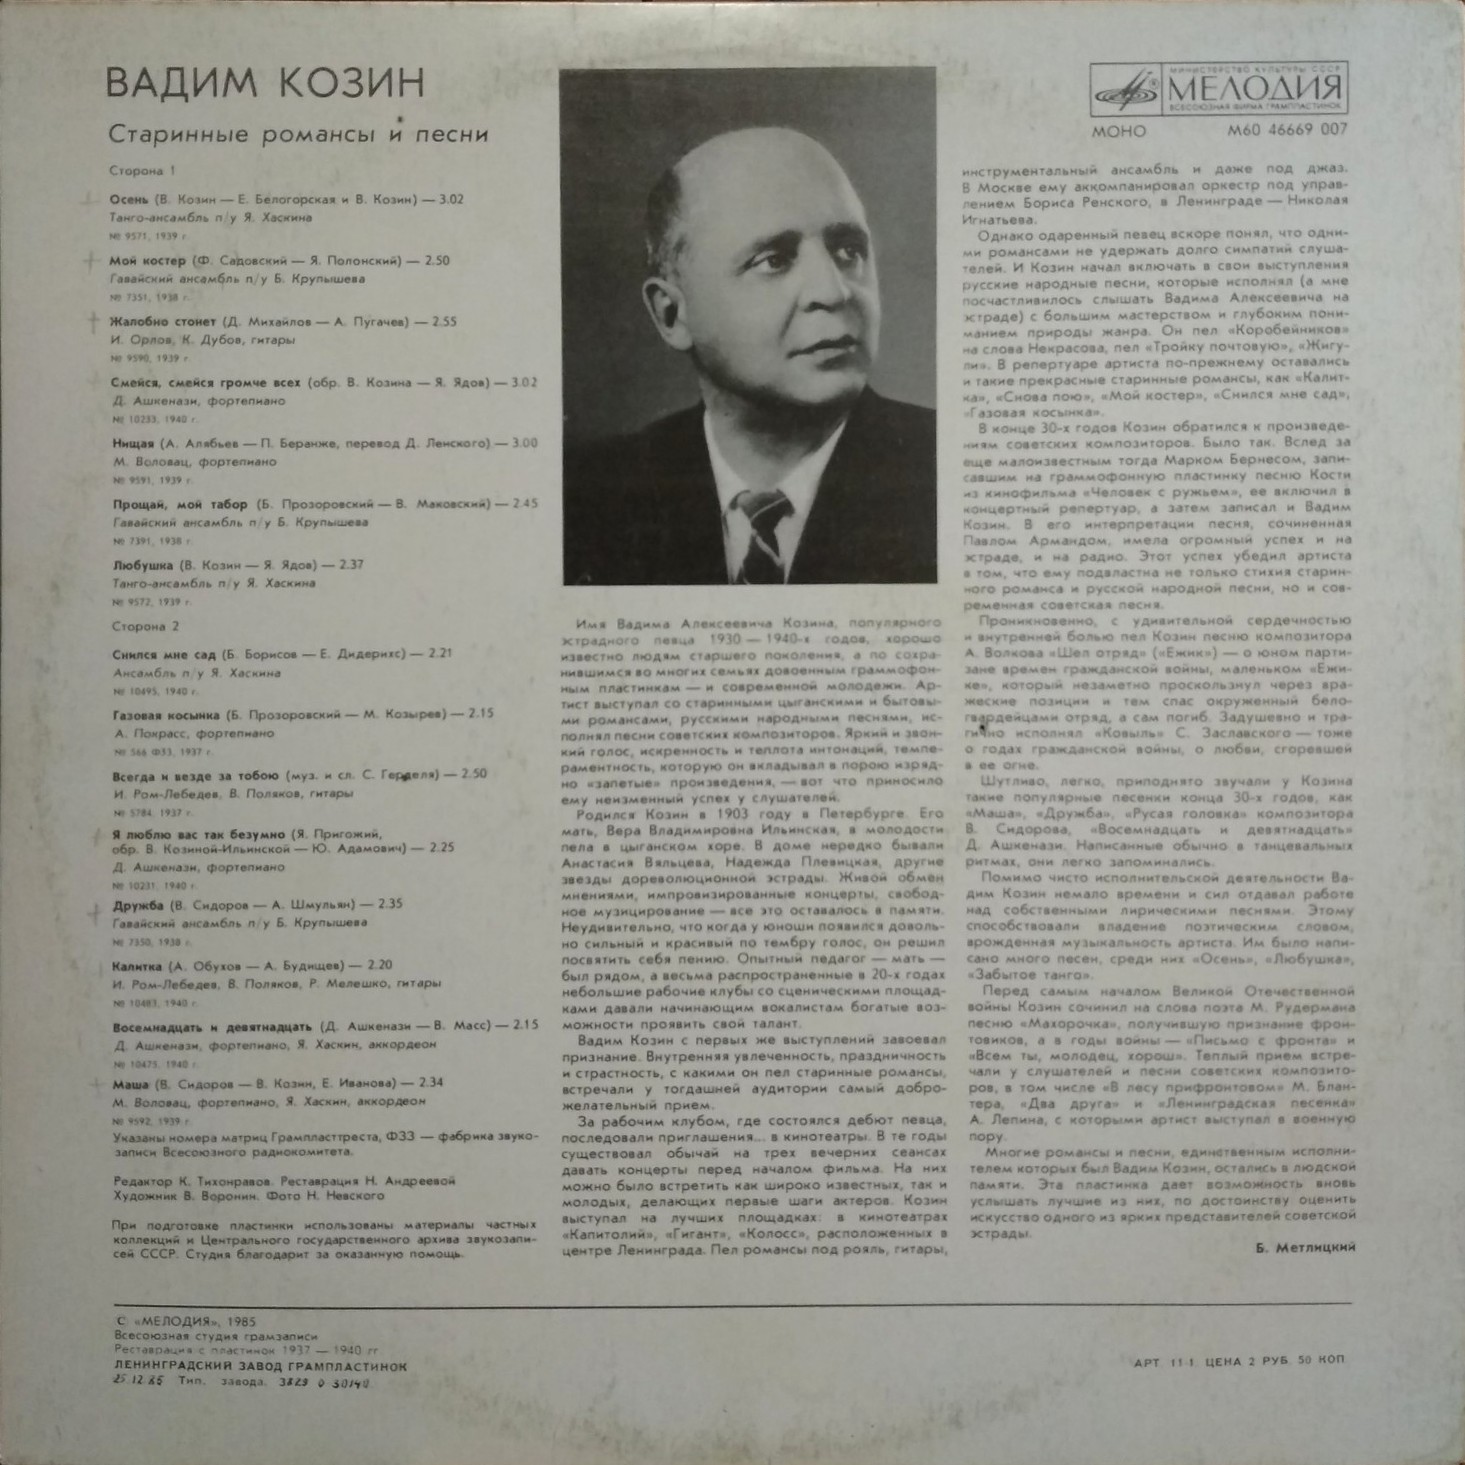 ВАДИМ КОЗИН
Старинные романсы и песни
Сторона 1
Осень (В. Козин — Е. Белогорская и В. Козин) — 3.02
Танго-ансамбль п/у Я. Хаскина
№ 9571, 1939 г.
Мой костер (Ф. Садовский — Я. Полонский) — 2.50
Гавайский ансамбль п/у Б. Крупышева
№ 7351, 1938 г.
Жалобно стонет (Д. Михайлов — А. Пугачев) — 2.55
И. Орлов, К. Дубов, гитары
№ 9590, 1939 г.
Смейся, смейся громче всех (обр. В. Козина — Я. Ядов) — 3.02
Д. Ашкенази, фортепиано
№ 10233, 1940 г.
Нищая (А. Алябьев — П. Беранже, перевод Д. Ленского) — 3.00
М. Воловац, фортепиано
№ 9591, 1939 г.
Прощай, мой табор (Б. Прозоровский — В. Маковский) — 2.45
Гавайский ансамбль п/у Б. Крупышева
№ 7391, 1938 г.
Любушка (В. Козин — Я. Ядов) — 2.37
Танго-ансамбль п/у Я. Хаскина
№ 9572, 1939 г.
Сторона 2
Снился мне сад (Б. Борисов — Е. Дидерихс) — 2.21
Ансамбль п/у Я. Хаскина
№ 10495, 1940 г.
Газовая косынка (Б. Прозоровский — М. Козырев) — 2.15
А. Покрасс, фортепиано
№ 566 ФЗЗ, 1937 г.
Всегда и везде за тобою (муз. и сл. С. Герделя) — 2.50
И. Ром-Лебедев, В. Поляков, гитары
№ 5784, 1937 г.
Я люблю вас так безумно (Я. Пригожий,
обр. В. Козиной-Ильинской — Ю. Адамович) — 2.25
Д. Ашкенази, фортепиано
№ 10231, 1940 г.
Дружба (В. Сидоров — А. Шмульян) — 2.35
Гавайский ансамбль п/у Б. Крупышева
№ 7350, 1938 г.
Калитка (А. Обухов — А. Будищев) — 2.20
И. Ром-Лебедев, В. Поляков, Р. Мелешко, гитары
№ 10483, 1940 г.
Восемнадцать и девятнадцать (Д. Ашкенази — В. Масс) — 2.15
Д. Ашкенази, фортепиано, Я. Хаскин, аккордеон
№ 10475, 1940 г.
Маша (В. Сидоров — В. Козин, Е. Иванова) — 2.34
М. Воловац, фортепиано, Я. Хаскин, аккордеон
№ 9592, 1939 г.
Указаны номера матриц Грампласттреста, ФЗЗ — фабрика звуко-
записи Всесоюзного радиокомитета.
Редактор К. Тихонравов. Реставрация Н. Андреевой
Художник В. Воронин. Фото Н. Невского
При подготовке пластинки использованы материалы частных
коллекций и Центрального государственного архива звукозапи-
сей СССР. Студия благодарит за оказанную помощь.
Имя Вадима Алексеевича Козина, популярного
эстрадного певца 1930—1940-х годов, хорошо
известно людям старшего поколения, а по сохра-
нившимся во многих семьях довоенным граммофон-
ным пластинкам — и современной молодежи. Ар-
тист выступал со старинными цыганскими и бытовы-
ми романсами, русскими народными песнями, ис-
полнял песни советских композиторов. Яркий и звон-
кий голос, искренность и теплота интонаций, темпе-
раментность, которую он вкладывал в порою изряд-
но «запетые» произведения, — вот что приносило
ему неизменный успех у слушателей.
Родился Козин в 1903 году в Петербурге. Его
мать, Вера Владимировна Ильинская, в молодости
пела в цыганском хоре. В доме нередко бывали
Анастасия Вяльцева, Надежда Плевицкая, другие
звезды дореволюционной эстрады. Живой обмен
мнениями, импровизированные концерты, свобод-
ное музицирование — все это оставалось в памяти.
Неудивительно, что когда у юноши появился доволь-
но сильный и красивый по тембру голос, он решил
посвятить себя пению. Опытный педагог — мать —
был рядом, а весьма распространенные в 20-х годах
небольшие рабочие клубы со сценическими площад-
ками давали начинающим вокалистам богатые воз-
можности проявить свой талант.
Вадим Козин с первых же выступлений завоевал
признание. Внутренняя увлеченность, праздничность
и страстность, с какими он пел старинные романсы,
встречали у тогдашней аудитории самый добро-
желательный прием.
За рабочим клубом, где состоялся дебют певца,
последовали приглашения... в кинотеатры. В те годы
существовал обычай на трех вечерних сеансах
давать концерты перед началом фильма. На них
можно было встретить как широко известных, так и
молодых, делающих первые шаги актеров. Козин
выступал на лучших площадках: в кинотеатрах
«Капитолий», «Гигант», «Колосс», расположенных в
центре Ленинграда. Пел романсы под рояль, гитары,
МИНИСТЕРСТВО КУЛЬТУРЫ СССР
МЕЛОДИЯ
ВСЕСОЮЗНАЯ ФИРМА ГРАМПЛАСТИНОК
МОНО М60 46669 007
инструментальный ансамбль и даже под джаз.
В Москве ему аккомпанировал оркестр под управ-
лением Бориса Ренского, в Ленинграде — Николая
Игнатьева.
Однако одаренный певец вскоре понял, что одни-
ми романсами не удержать долго симпатий слуша-
телей. И Козин начал включать в свои выступления
русские народные песни, которые исполнял (а мне
посчастливилось слышать Вадима Алексеевича на
эстраде) с большим мастерством и глубоким пони-
манием природы жанра. Он пел «Коробейников»
на слова Некрасова, пел «Тройку почтовую», «Жигу-
ли». В репертуаре артиста по-прежнему оставались
и такие прекрасные старинные романсы, как «Калит-
ка», «Снова пою», «Мой костер», «Снился мне сад»,
«Газовая косынка».
В конце 30-х годов Козин обратился к произведе-
ниям советских композиторов. Было так. Вслед за
еще малоизвестным тогда Марком Бернесом, запи-
савшим на граммофонную пластинку песню Кости
из кинофильма «Человек с ружьем», ее включил в
концертный репертуар, а затем записал и Вадим
Козин. В его интерпретации песня, сочиненная
Павлом Армандом, имела огромный успех и на
эстраде, и на радио. Этот успех убедил артиста
в том, что ему подвластна не только стихия старин-
ного романса и русской народной песни, но и сов-
ременная советская песня.
Проникновенно, с удивительной сердечностью
и внутренней болью пел Козин песню композитора
А. Волкова «Шел отряд» («Ежик») — о юном парти-
зане времен гражданской войны, маленьком «Ежи-
ке», который незаметно проскользнул через вра-
жеские позиции и тем спас окруженный бело-
гвардейцами отряд, а сам погиб. Задушевно и тра-
гично исполнял «Ковыль» С. Заславского — тоже
о годах гражданской войны, о любви, сгоревшей
в ее огне.
Шутливо, легко, приподнято звучали у Козина
такие популярные песенки конца 30-х годов, как
«Маша», «Дружба», «Русая головка» композитора
В. Сидорова, «Восемнадцать и девятнадцать»
Д. Ашкенази. Написанные обычно в танцевальных
ритмах, они легко запоминались.
Помимо чисто исполнительской деятельности Ва-
дим Козин немало времени и сил отдавал работе
над собственными лирическими песнями. Этому
способствовали владение поэтическим словом,
врожденная музыкальность артиста. Им было напи-
сано много песен, среди них «Осень», «Любушка»,
«Забытое танго».
Перед самым началом Великой Отечественной
войны Козин сочинил на слова поэта М. Рудермана
песню «Махорочка», получившую признание фрон-
товиков, а в годы войны — «Письмо с фронта» и
«Всем ты, молодец, хорош». Теплый прием встре-
чали у слушателей и песни советских композито-
ров, в том числе «В лесу прифронтовом» М. Блан-
тера, «Два друга» и «Ленинградская песенка»
А. Лепина, с которыми артист выступал в военную
пору.
Многие романсы и песни, единственным исполни-
телем которых был Вадим Козин, остались в людской
памяти. Эта пластинка дает возможность вновь
услышать лучшие из них, по достоинству оценить
искусство одного из ярких представителей советской
эстрады.
Б. Метлицкий
С «МЕЛОДИЯ», 1985
Всесоюзная студия грамзаписи
Реставрация с пластинок 1937 — 1940 гг.
ЛЕНИНГРАДСКИЙ ЗАВОД ГРАМПЛАСТИНОК
25.12.85 Тип. завода.
АРТ. 11-1. ЦЕНА 2 РУБ. 50 КОП.